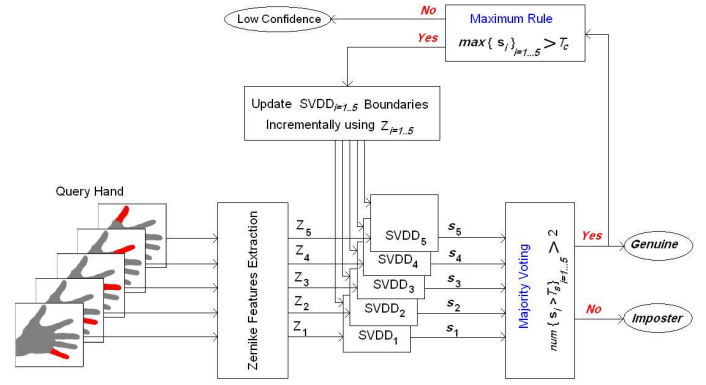 No
Low Confidence
Yes
Maximum Rule
max { s_i }_{i=1...5} > T_c
Update SVDD_{i=1..5} Boundaries
Incrementally using Z_{i=1..5}
Query Hand
Zernike Features Extraction
Z_5
Z_4
Z_3
Z_2
Z_1
SVDD_5
SVDD_4
SVDD_3
SVDD_2
SVDD_1
s_5
s_4
s_3
s_2
s_1
Majority Voting
num { s_i > T_s }_{i=1...5} > 2
Yes
Genuine
No
Imposter